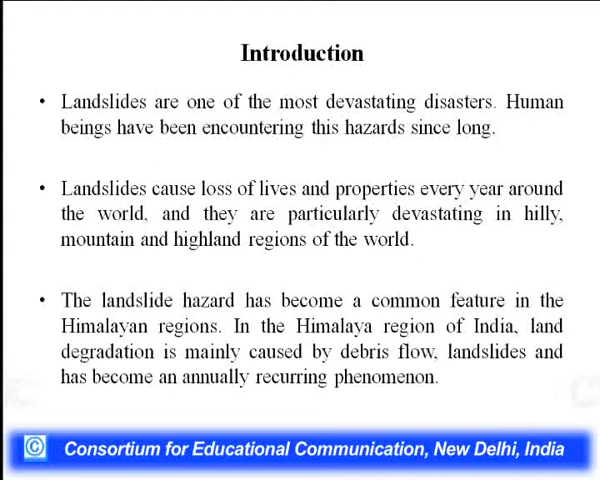 Introduction
• Landslides are one of the most devastating disasters. Human
beings have been encountering this hazards since long.
• Landslides cause loss of lives and properties every year around
the world, and they are particularly devastating in hilly,
mountain and highland regions of the world.
• The landslide hazard has become a common feature in the
Himalayan regions. In the Himalaya region of India, land
degradation is mainly caused by debris flow, landslides and
has become an annually recurring phenomenon.
© Consortium for Educational Communication, New Delhi, India